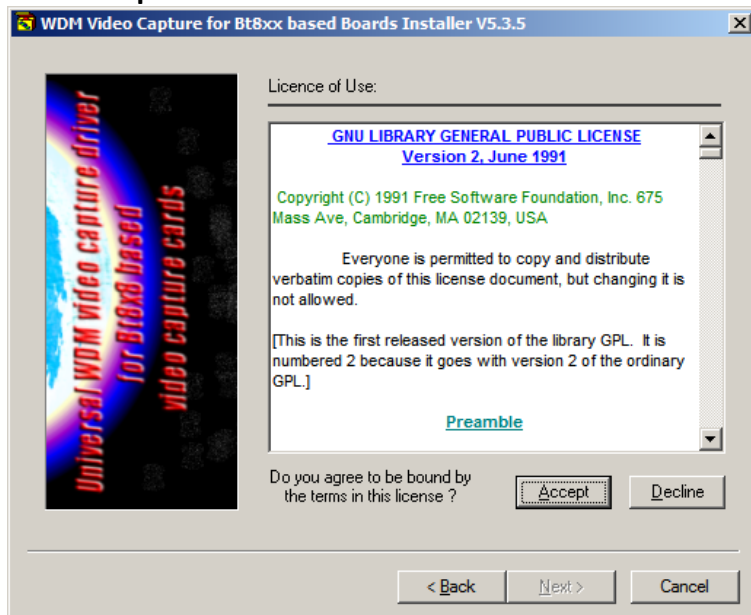 WDM Video Capture for Bt8xx based Boards Installer V5.3.5
Universal WDM video capture driver
for Bt8x8 based
video capture cards
Licence of Use:
GNU LIBRARY GENERAL PUBLIC LICENSE
Version 2, June 1991
Copyright (C) 1991 Free Software Foundation, Inc. 675
Mass Ave, Cambridge, MA 02139, USA
Everyone is permitted to copy and distribute
verbatim copies of this license document, but changing it is
not allowed.
[This is the first released version of the library GPL.  It is
numbered 2 because it goes with version 2 of the ordinary
GPL.]
Preamble
Do you agree to be bound by
the terms in this license ?
Accept
Decline
< Back
Next >
Cancel